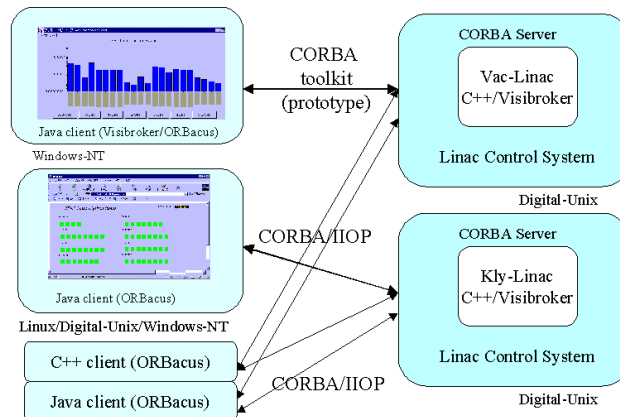 Java client (Visibroker/ORBacus)
Windows-NT
CORBA
toolkit
(prototype)
CORBA Server
Vac-Linac
C++/Visibroker
Linac Control System
Digital-Unix
Java client (ORBacus)
Linux/Digital-Unix/Windows-NT
CORBA/IIOP
CORBA Server
Kly-Linac
C++/Visibroker
Linac Control System
Digital-Unix
C++ client (ORBacus)
Java client (ORBacus)
CORBA/IIOP